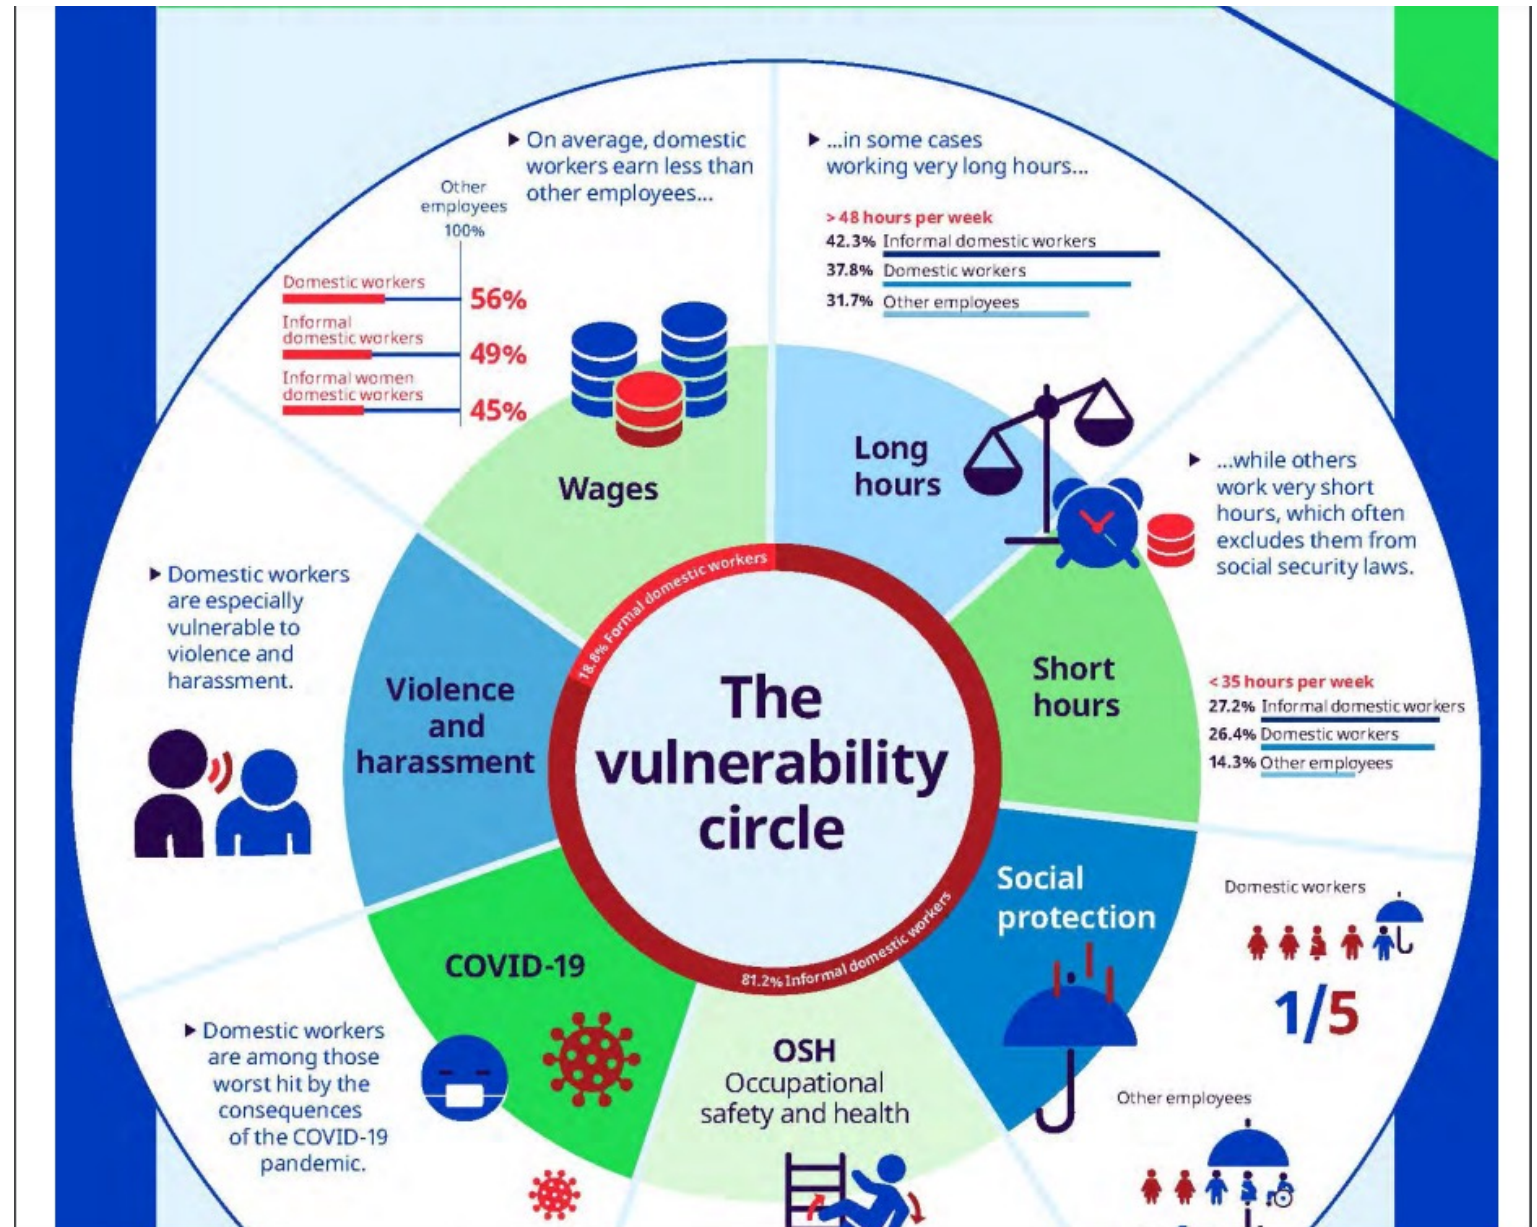 ▶ On average, domestic
workers earn less than
other employees...
Other
employees
100%
Domestic workers
56%
Informal
domestic workers
49%
Informal women
domestic workers
45%
Wages
▶ ...in some cases
working very long hours...
> 48 hours per week
42.3% Informal domestic workers
37.8% Domestic workers
31.7% Other employees
Long
hours
▶ ...while others
work very short
hours, which often
excludes them from
social security laws.
Short
hours
< 35 hours per week
27.2% Informal domestic workers
26.4% Domestic workers
14.3% Other employees
▶ Domestic workers
are especially
vulnerable to
violence and
harassment.
Violence
and
harassment
18.8% Formal domestic workers
The
vulnerability
circle
81.2% Informal domestic workers
Social
protection
Domestic workers
1/5
Other employees
COVID-19
▶ Domestic workers
are among those
worst hit by the
consequences
of the COVID-19
pandemic.
OSH
Occupational
safety and health